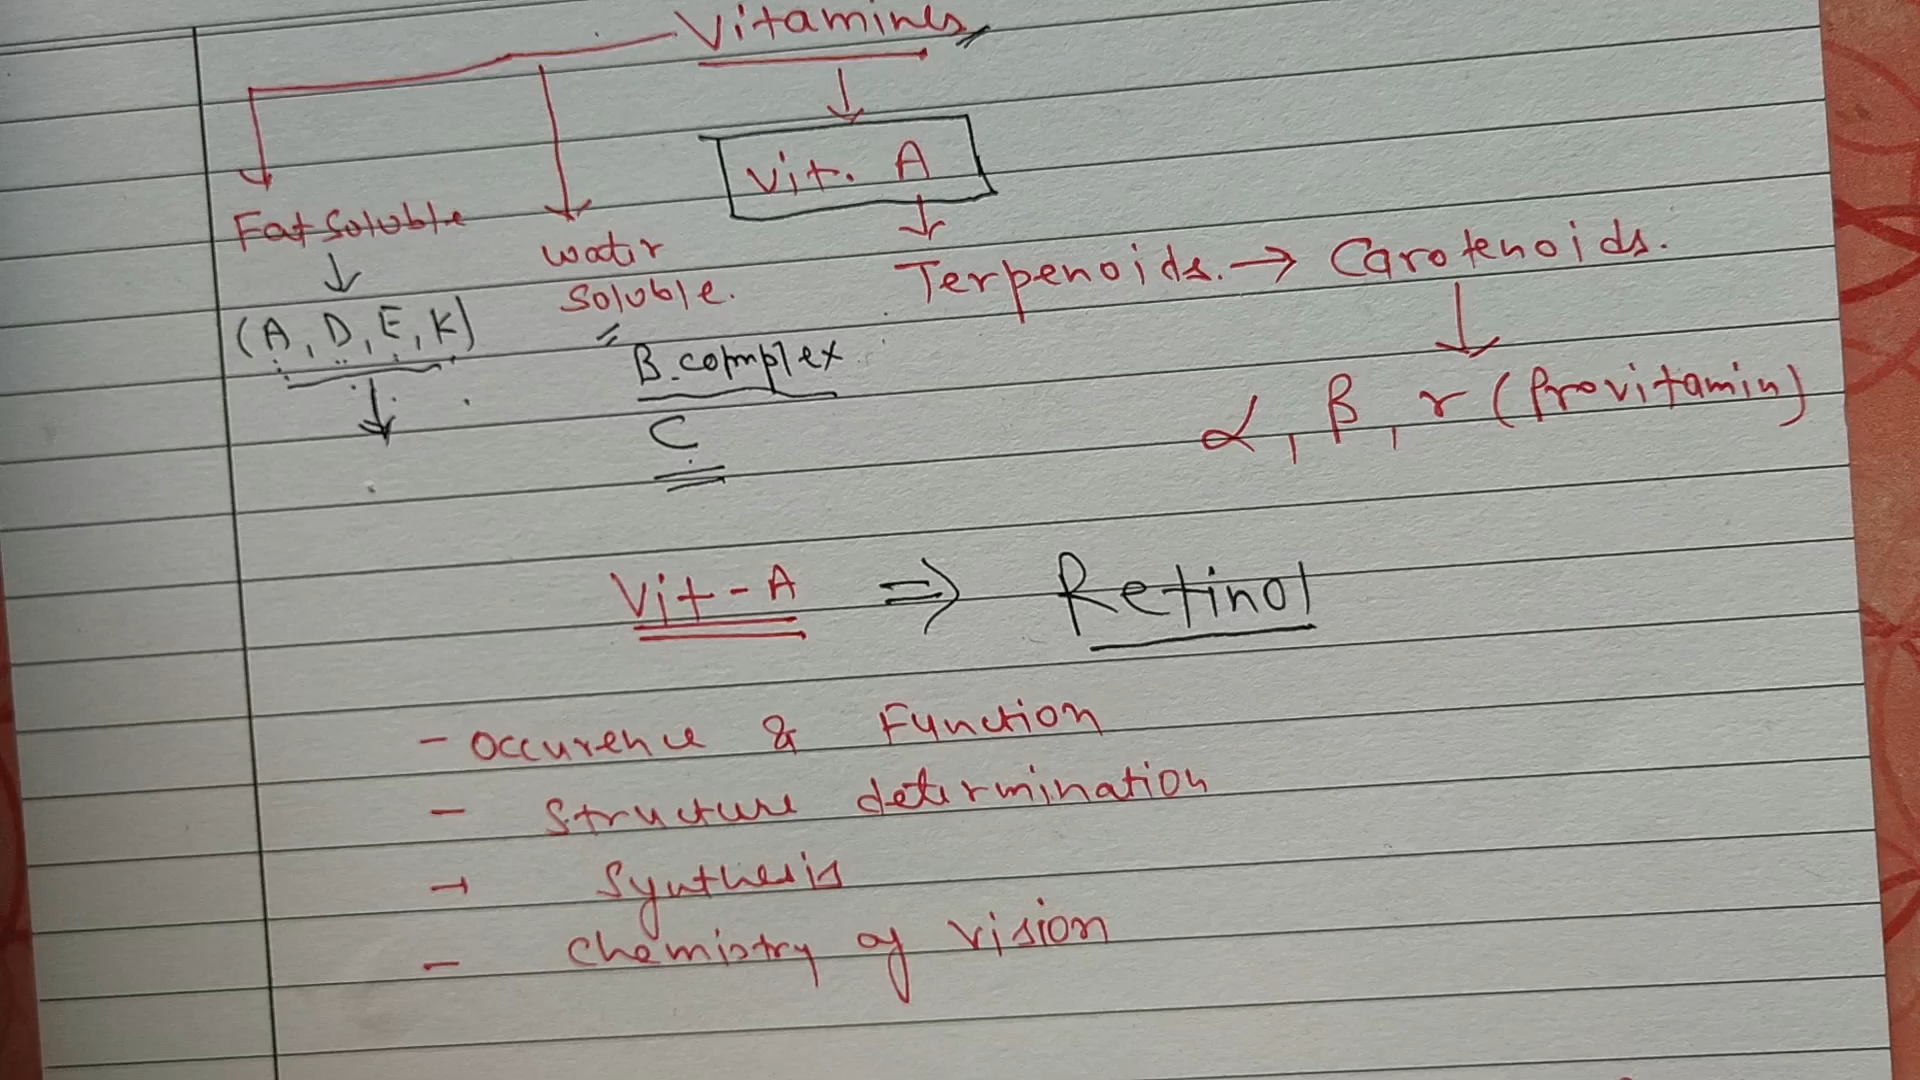 Vitamines
Vit. A
Fat soluble
water
soluble.
Terpenoids. → Carotenoids.
(A, D, E, K)
B.complex
C
α, β, r (Provitamin)
Vit-A ⇒ Retinol
- Occurence & Function
- Structure determination
- Synthesis
- Chemistry of vision